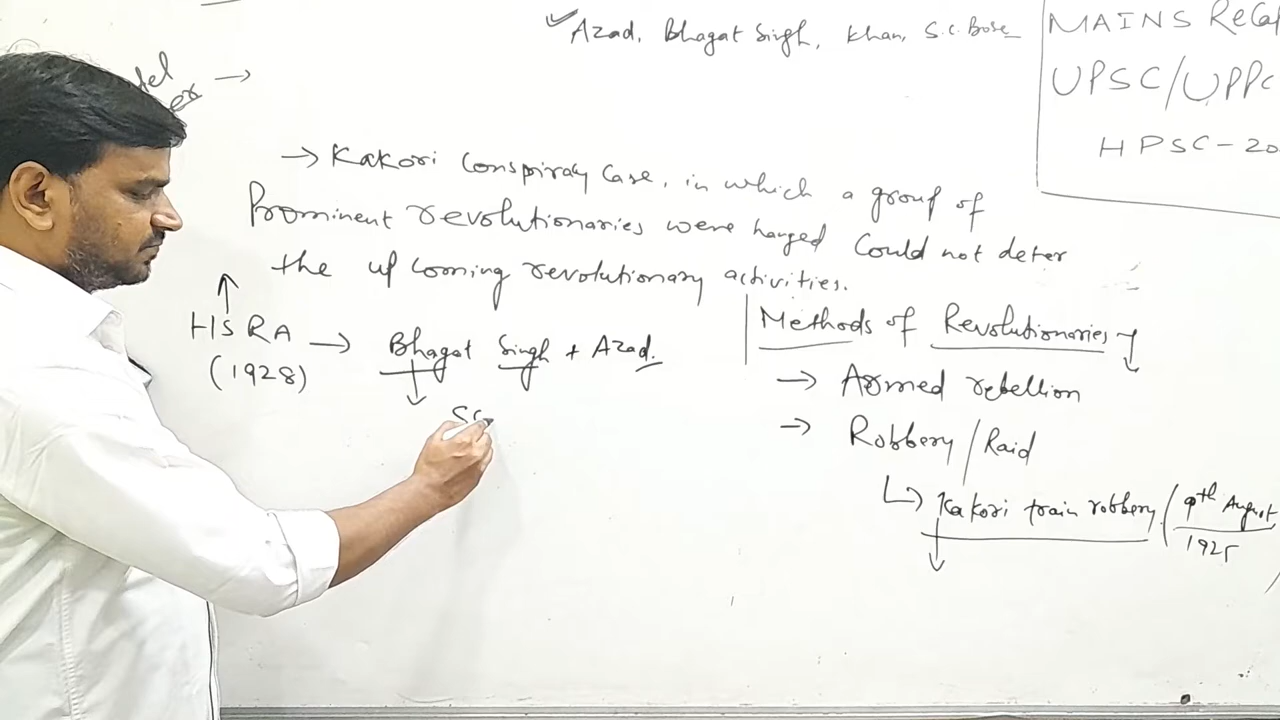 Azad, Bhagat Singh, Khan, S.C. Bose
MAINS ReCap
UPSC/UPPC
HPSC-20
→
→ Kakori Conspiracy Case, in which a group of
Prominent revolutionaries were hanged Could not deter
the up coming revolutionary activities.
HSRA → Bhagat Singh + Azad.
(1928)
Methods of Revolutionaries
→ Armed rebellion
→ Robbery/Raid
↳ Kakori train robbery (9th August
1925